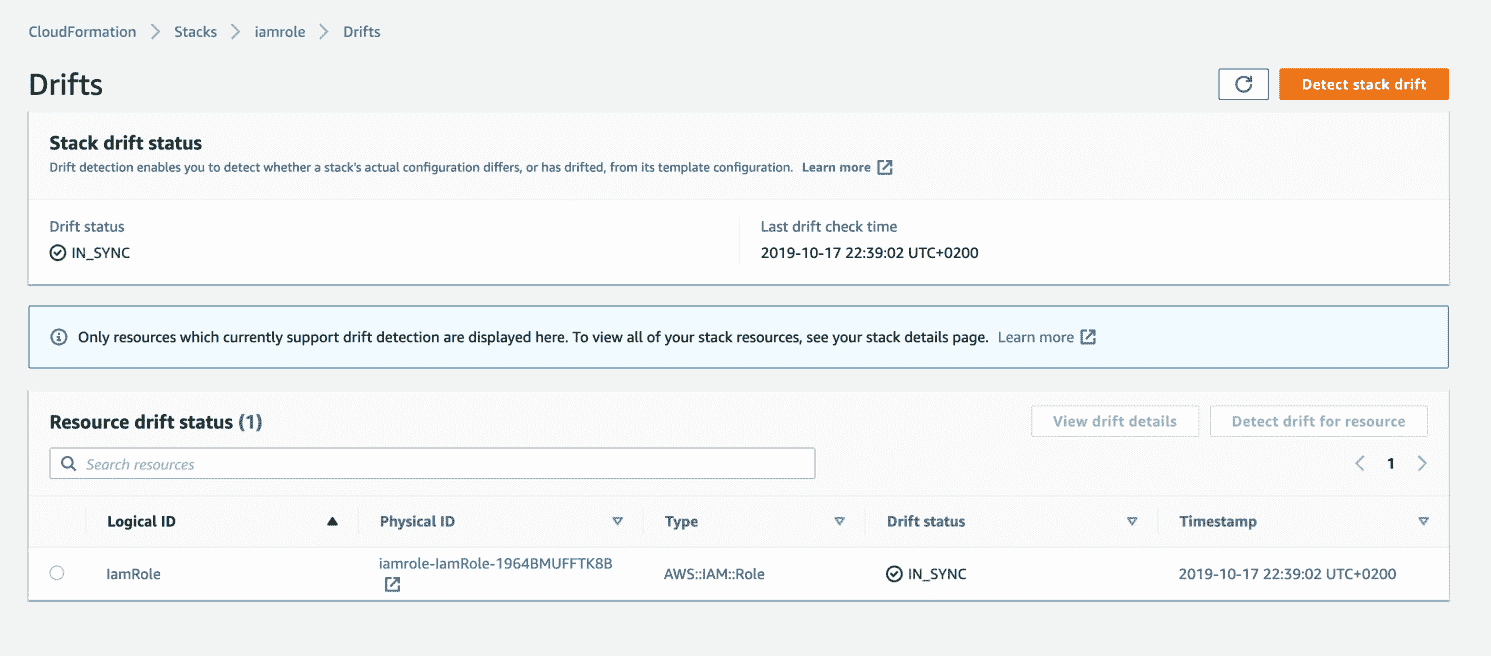 CloudFormation > Stacks > iamrole > Drifts
Drifts
Detect stack drift
Stack drift status
Drift detection enables you to detect whether a stack's actual configuration differs, or has drifted, from its template configuration. Learn more
Drift status Last drift check time
IN_SYNC 2019-10-17 22:39:02 UTC+0200
Only resources which currently support drift detection are displayed here. To view all of your stack resources, see your stack details page. Learn more
Resource drift status (1) View drift details Detect drift for resource
Search resources < 1 >
Logical ID Physical ID Type Drift status Timestamp
IamRole iamrole-IamRole-1964BMUFFTK8B AWS::IAM::Role IN_SYNC 2019-10-17 22:39:02 UTC+0200